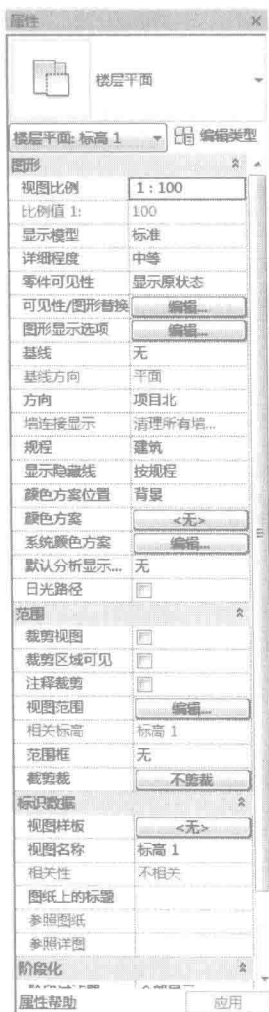 属性
楼层平面
楼层平面: 标高 1 编辑类型
图形
视图比例 1 : 100
比例值 1: 100
显示模型 标准
详细程度 中等
零件可见性 显示原状态
可见性/图形替换 编辑...
图形显示选项 编辑...
基线 无
基线方向 平面
方向 项目北
墙连接显示 清理所有墙...
规程 建筑
显示隐藏线 按规程
颜色方案位置 背景
颜色方案 <无>
系统颜色方案 编辑...
默认分析显示... 无
日光路径
范围
裁剪视图
裁剪区域可见
注释裁剪
视图范围 编辑...
相关标高 标高 1
范围框 无
截剪裁 不剪裁
标识数据
视图样板 <无>
视图名称 标高 1
相关性 不相关
图纸上的标题
参照图纸
参照详图
阶段化
属性帮助 应用